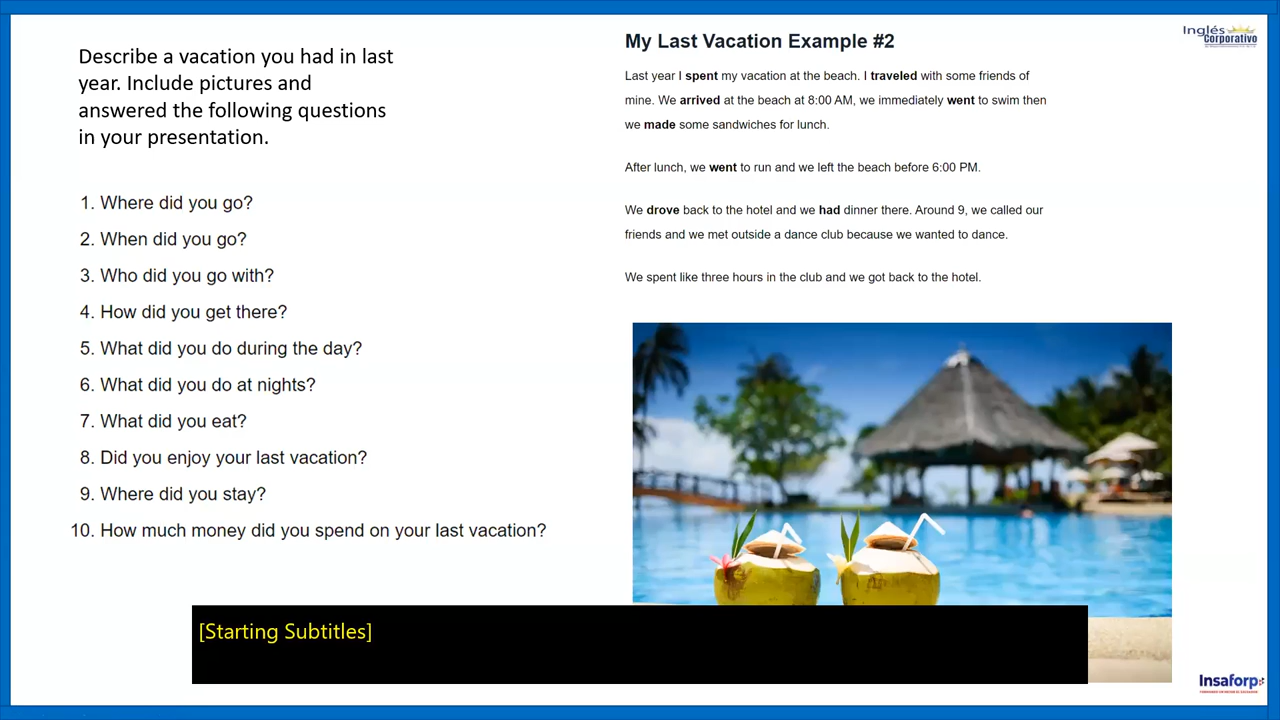 Describe a vacation you had in last
year. Include pictures and
answered the following questions
in your presentation.
1. Where did you go?
2. When did you go?
3. Who did you go with?
4. How did you get there?
5. What did you do during the day?
6. What did you do at nights?
7. What did you eat?
8. Did you enjoy your last vacation?
9. Where did you stay?
10. How much money did you spend on your last vacation?
My Last Vacation Example #2
Last year I spent my vacation at the beach. I traveled with some friends of
mine. We arrived at the beach at 8:00 AM, we immediately went to swim then
we made some sandwiches for lunch.
After lunch, we went to run and we left the beach before 6:00 PM.
We drove back to the hotel and we had dinner there. Around 9, we called our
friends and we met outside a dance club because we wanted to dance.
We spent like three hours in the club and we got back to the hotel.
Inglés
Corporativo
[Starting Subtitles]
Insaforp